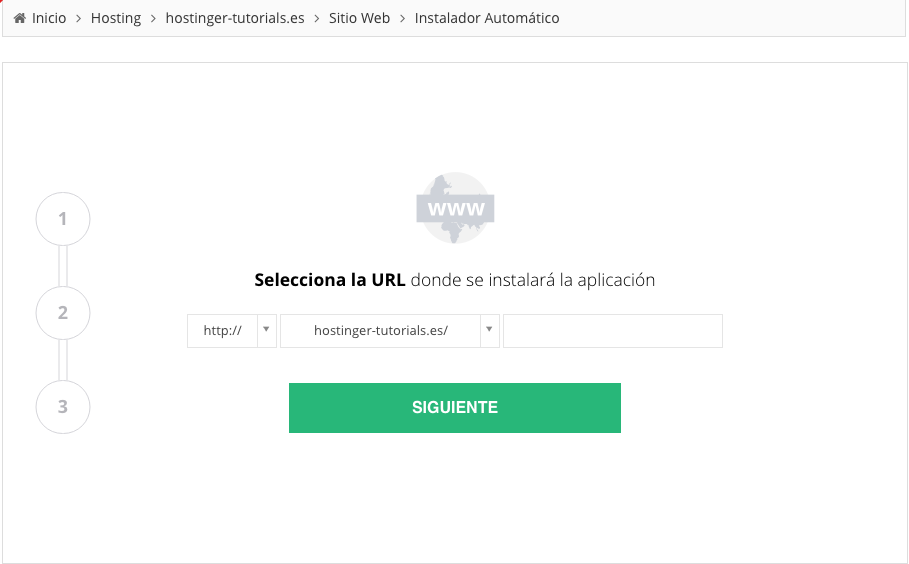 Inicio > Hosting > hostinger-tutorials.es > Sitio Web > Instalador Automático
www
1
Selecciona la URL donde se instalará la aplicación
2
http:// hostinger-tutorials.es/
3
SIGUIENTE